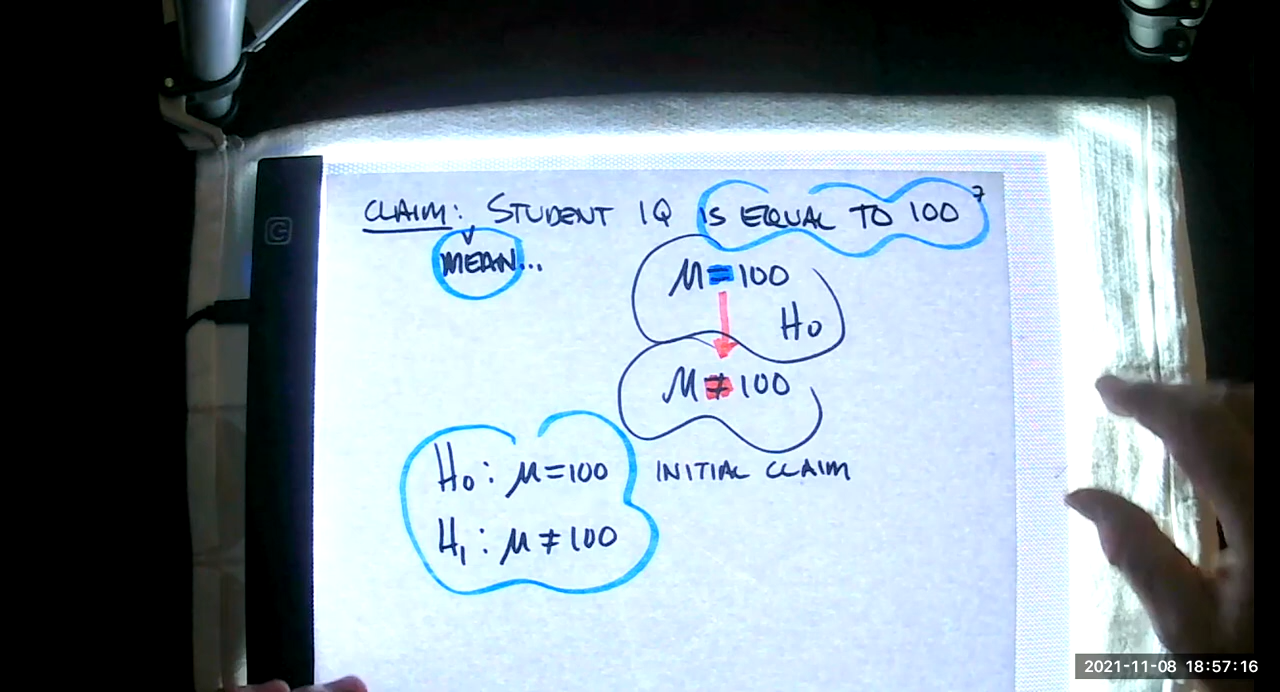 CLAIM: STUDENT IQ IS EQUAL TO 100 7
MEAN...
μ = 100
H0
μ ≠ 100
H0: μ = 100 INITIAL CLAIM
H1: μ ≠ 100
2021-11-08 18:57:16